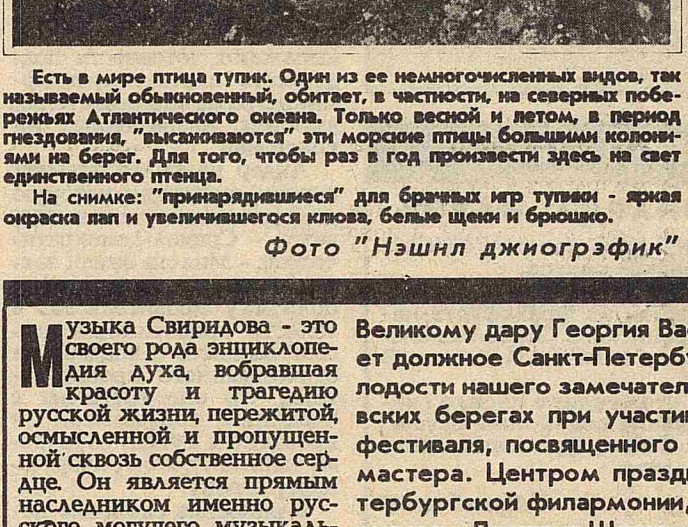 Есть в мире птица тупик. Один из ее немногочисленных видов, так
называемый обыкновенный, обитает, в частности, на северных побе-
режьях Атлантического океана. Только весной и летом, в период
гнездования, "высаживаются" эти морские птицы большими колони-
ями на берег. Для того, чтобы раз в год произвести здесь на свет
единственного птенца.
На снимке: "принарядившиеся" для брачных игр тупики - яркая
окраска лап и увеличившегося клюва, белые щеки и брюшко.
Фото "Нэшнл джиогрэфик"
Музыка Свиридова - это
своего рода энциклопе-
дия духа, вобравшая
красоту и трагедию
русской жизни, пережитой,
осмысленной и пропущен-
ной сквозь собственное сер-
дце. Он является прямым
наследником именно рус-
ского могучего музыкаль-
Великому дару Георгия Ва
ет должное Санкт-Петербу
лодости нашего замечател
вских берегах при участи
фестиваля, посвященного
мастера. Центром празд
тербургской филармонии,